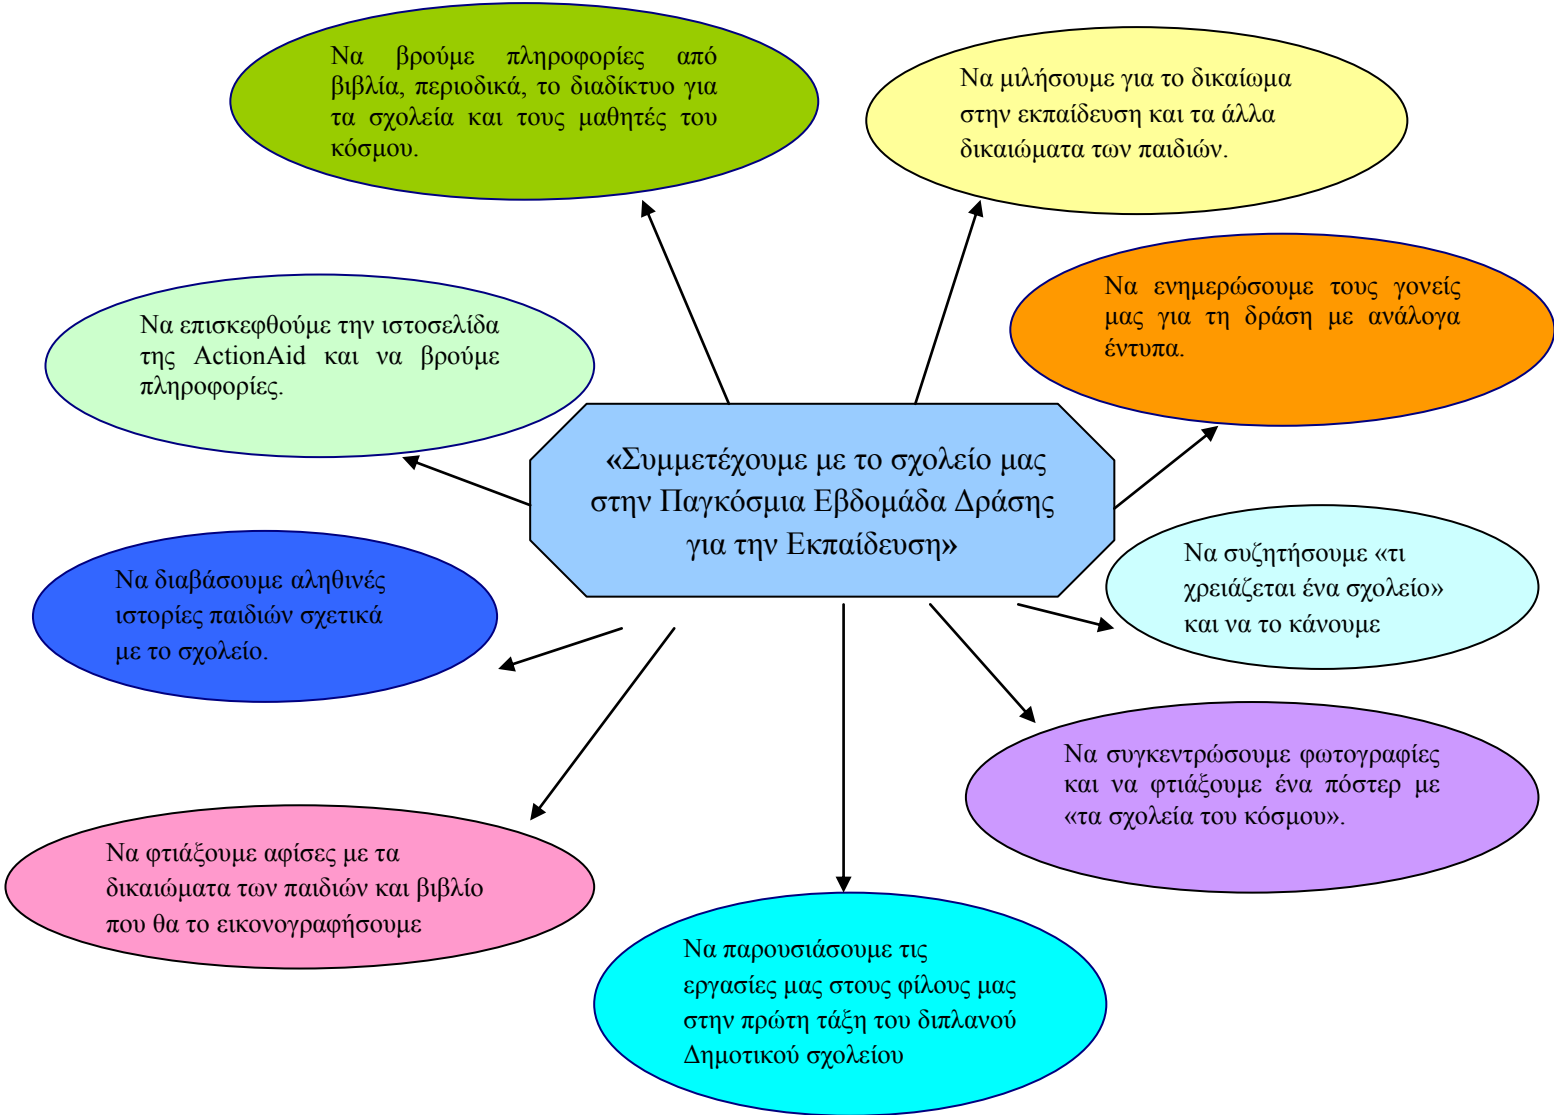 Να βρούμε πληροφορίες από
βιβλία, περιοδικά, το διαδίκτυο για
τα σχολεία και τους μαθητές του
κόσμου.
Να μιλήσουμε για το δικαίωμα
στην εκπαίδευση και τα άλλα
δικαιώματα των παιδιών.
Να επισκεφθούμε την ιστοσελίδα
της ActionAid και να βρούμε
πληροφορίες.
Να ενημερώσουμε τους γονείς
μας για τη δράση με ανάλογα
έντυπα.
«Συμμετέχουμε με το σχολείο μας
στην Παγκόσμια Εβδομάδα Δράσης
για την Εκπαίδευση»
Να διαβάσουμε αληθινές
ιστορίες παιδιών σχετικά
με το σχολείο.
Να συζητήσουμε «τι
χρειάζεται ένα σχολείο»
και να το κάνουμε
Να συγκεντρώσουμε φωτογραφίες
και να φτιάξουμε ένα πόστερ με
«τα σχολεία του κόσμου».
Να φτιάξουμε αφίσες με τα
δικαιώματα των παιδιών και βιβλίο
που θα το εικονογραφήσουμε
Να παρουσιάσουμε τις
εργασίες μας στους φίλους μας
στην πρώτη τάξη του διπλανού
Δημοτικού σχολείου